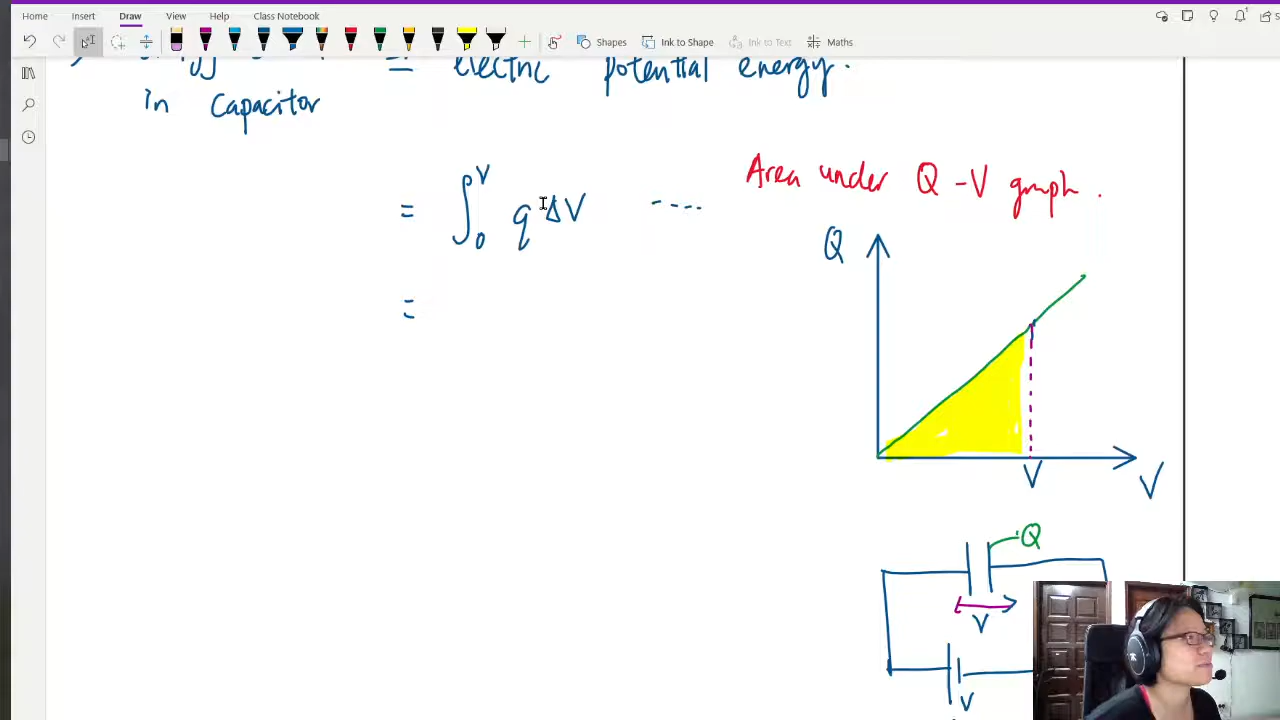 Home Insert Draw View Help Class Notebook
Shapes Ink to Shape Ink to Text Maths
= electric potential energy.
in capacitor
Area under Q - V graph.
= ∫₀ⱽ q ΔV ....
Q
=
V V
Q
V
V